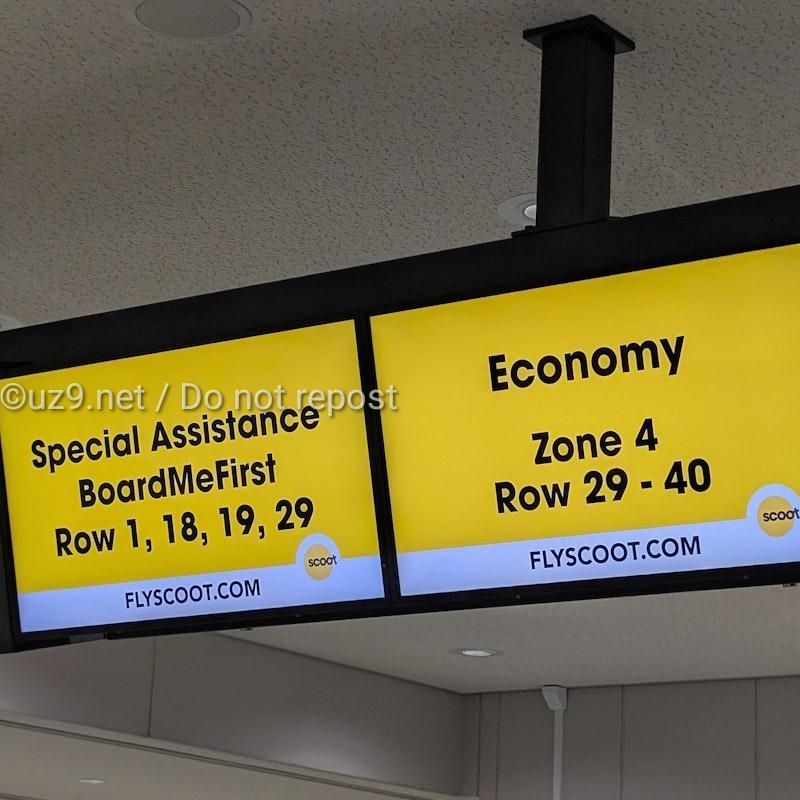 ©uz9.net / Do not repost
Special Assistance
BoardMeFirst
Row 1, 18, 19, 29
scoot
FLYSCOOT.COM
Economy
Zone 4
Row 29 - 40
scoot
FLYSCOOT.COM